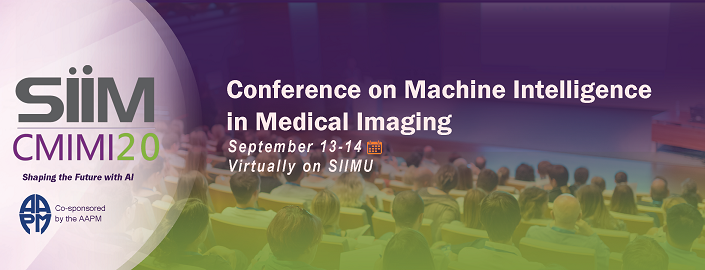 SIIM
CMIMI20
Shaping the Future with AI
AAPM
Co-sponsored
by the AAPM
Conference on Machine Intelligence
in Medical Imaging
September 13-14
Virtually on SIIMU